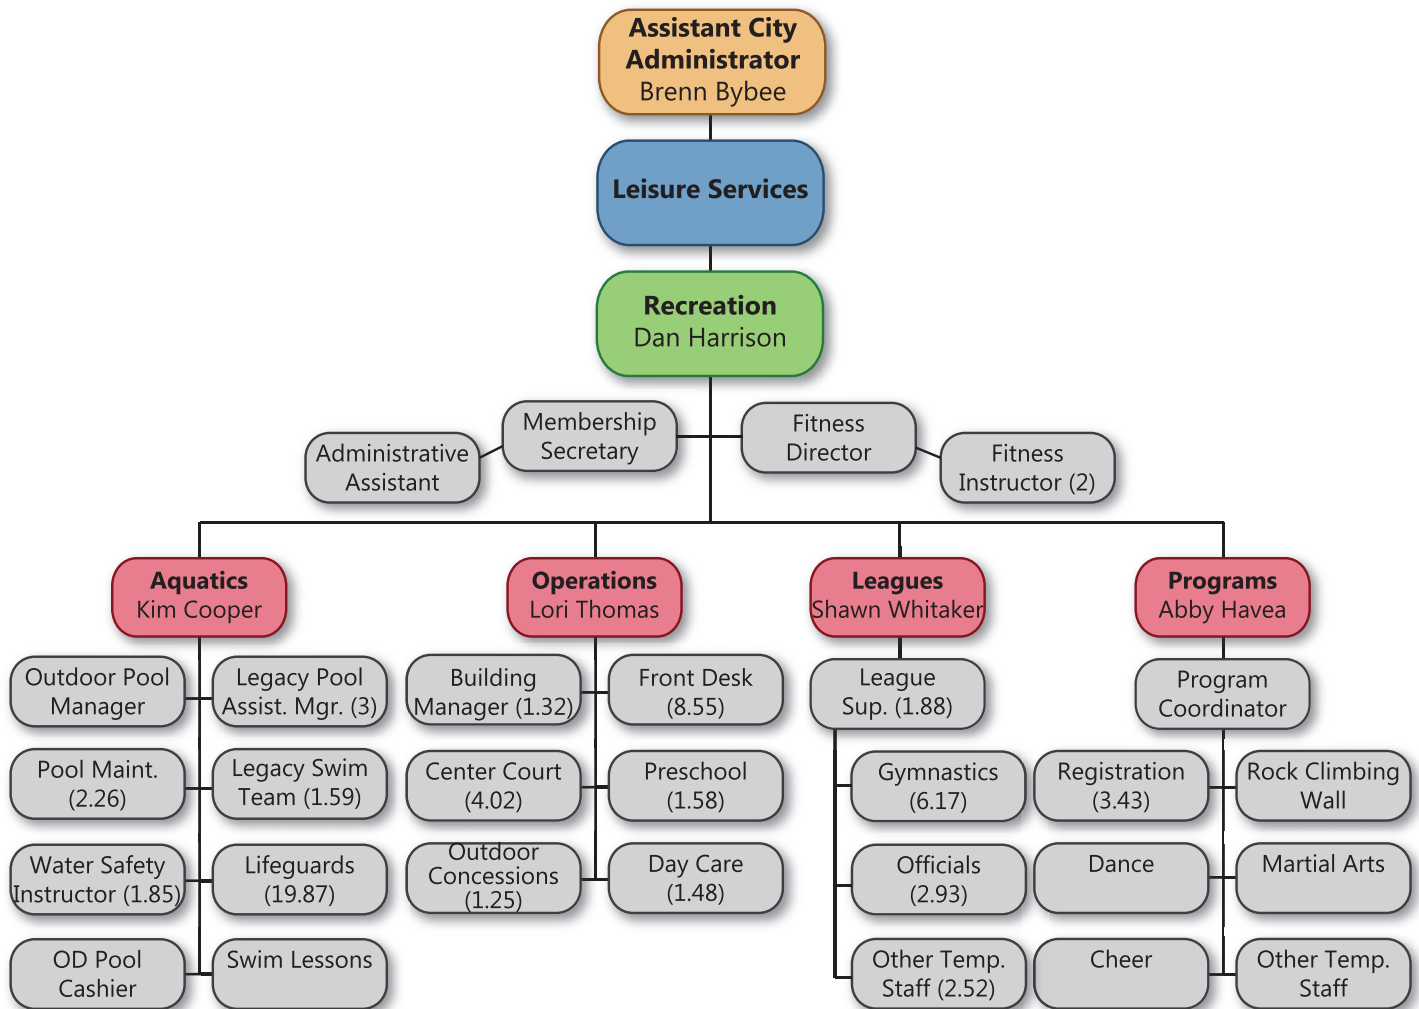 Assistant City
Administrator
Brenn Bybee
Leisure Services
Recreation
Dan Harrison
Membership
Secretary
Administrative
Assistant
Fitness
Director
Fitness
Instructor (2)
Aquatics
Kim Cooper
Operations
Lori Thomas
Leagues
Shawn Whitaker
Programs
Abby Havea
Outdoor Pool
Manager
Legacy Pool
Assist. Mgr. (3)
Building
Manager (1.32)
Front Desk
(8.55)
League
Sup. (1.88)
Program
Coordinator
Pool Maint.
(2.26)
Legacy Swim
Team (1.59)
Center Court
(4.02)
Preschool
(1.58)
Gymnastics
(6.17)
Registration
(3.43)
Rock Climbing
Wall
Water Safety
Instructor (1.85)
Lifeguards
(19.87)
Outdoor
Concessions
(1.25)
Day Care
(1.48)
Officials
(2.93)
Dance
Martial Arts
OD Pool
Cashier
Swim Lessons
Other Temp.
Staff (2.52)
Cheer
Other Temp.
Staff